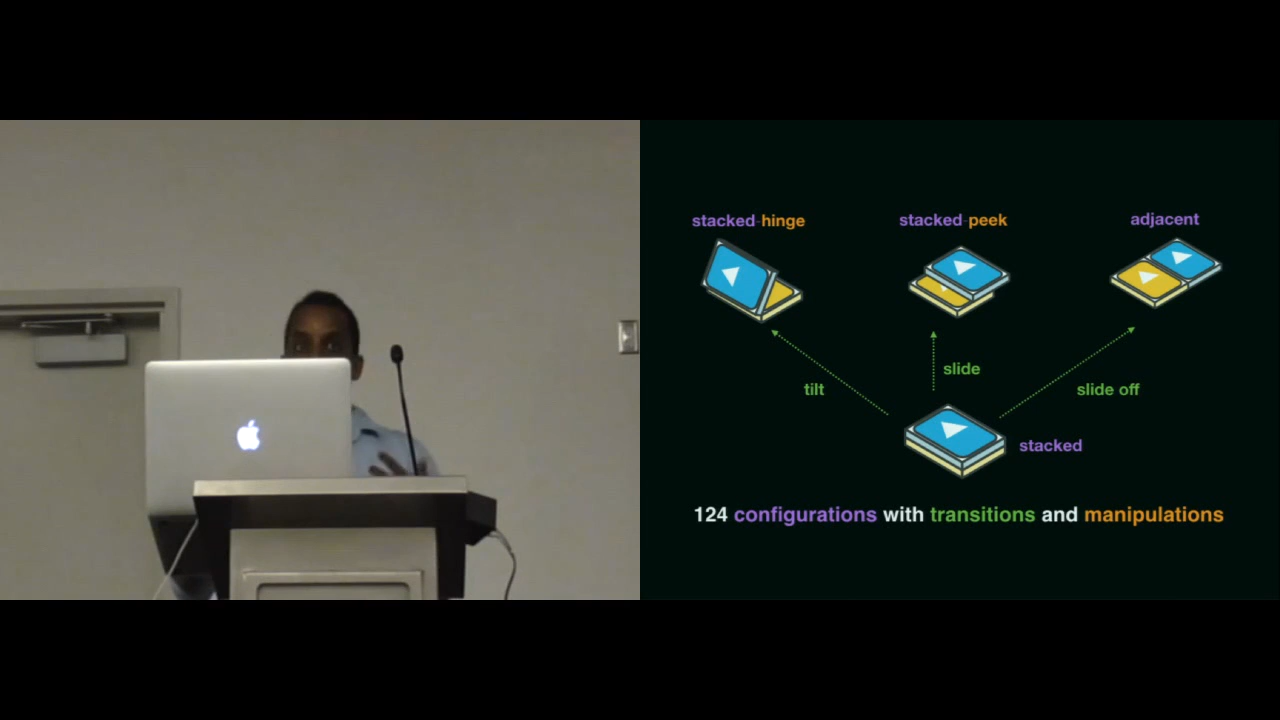 stacked-hinge
stacked-peek
adjacent
tilt
slide
slide off
stacked
124 configurations with transitions and manipulations